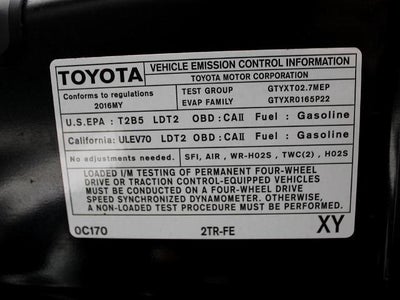 TOYOTA VEHICLE EMISSION CONTROL INFORMATION
TOYOTA MOTOR CORPORATION
Conforms to regulations
2016MY
TEST GROUP GTYXT02.7MEP
EVAP FAMILY GTYXR0165P22
U.S.EPA : T2B5 LDT2 OBD : CAII Fuel : Gasoline
California: ULEV70 LDT2 OBD : CAII Fuel : Gasoline
No adjustments needed. SFI, AIR , WR-HO2S , TWC(2) , HO2S
LOADED I/M TESTING OF PERMANENT FOUR-WHEEL
DRIVE OR TRACTION CONTROL-EQUIPPED VEHICLES
MUST BE CONDUCTED ON A FOUR-WHEEL DRIVE
SPEED SYNCHRONIZED DYNAMOMETER. OTHERWISE,
A NON-LOADED TEST PROCEDURE MUST BE PERFORMED.
0C170 2TR-FE XY